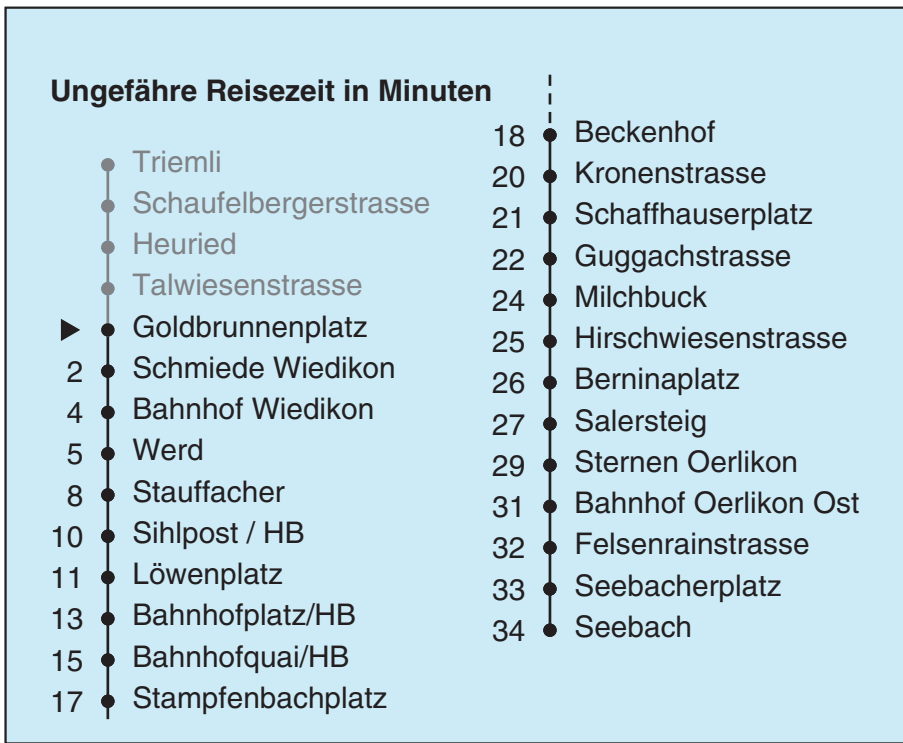 Ungefähre Reisezeit in Minuten
Triemli
Schaufelbergerstrasse
Heuried
Talwiesenstrasse
Goldbrunnenplatz
2 Schmiede Wiedikon
4 Bahnhof Wiedikon
5 Werd
8 Stauffacher
10 Sihlpost / HB
11 Löwenplatz
13 Bahnhofplatz/HB
15 Bahnhofquai/HB
17 Stampfenbachplatz
18 Beckenhof
20 Kronenstrasse
21 Schaffhauserplatz
22 Guggachstrasse
24 Milchbuck
25 Hirschwiesenstrasse
26 Berninaplatz
27 Salersteig
29 Sternen Oerlikon
31 Bahnhof Oerlikon Ost
32 Felsenrainstrasse
33 Seebacherplatz
34 Seebach